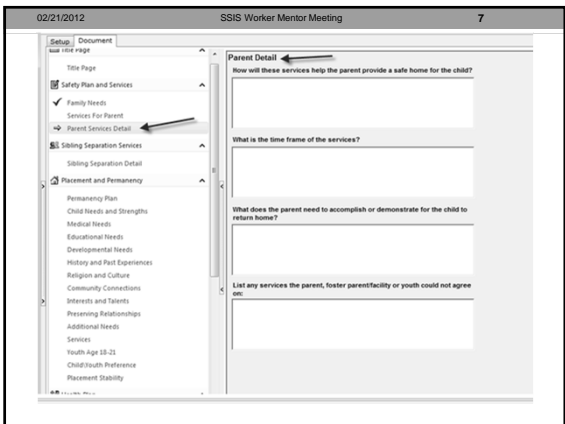 02/21/2012 SSIS Worker Mentor Meeting 7
Setup Document
Title Page
Title Page
Safety Plan and Services
Family Needs
Services For Parent
Parent Services Detail
Sibling Separation Services
Sibling Separation Detail
Placement and Permanency
Permanency Plan
Child Needs and Strengths
Medical Needs
Educational Needs
Developmental Needs
History and Past Experiences
Religion and Culture
Community Connections
Interests and Talents
Preserving Relationships
Additional Needs
Services
Youth Age 18-21
Child\Youth Preference
Placement Stability
Health Plan
Parent Detail
How will these services help the parent provide a safe home for the child?
What is the time frame of the services?
What does the parent need to accomplish or demonstrate for the child to
return home?
List any services the parent, foster parent/facility or youth could not agree
on: